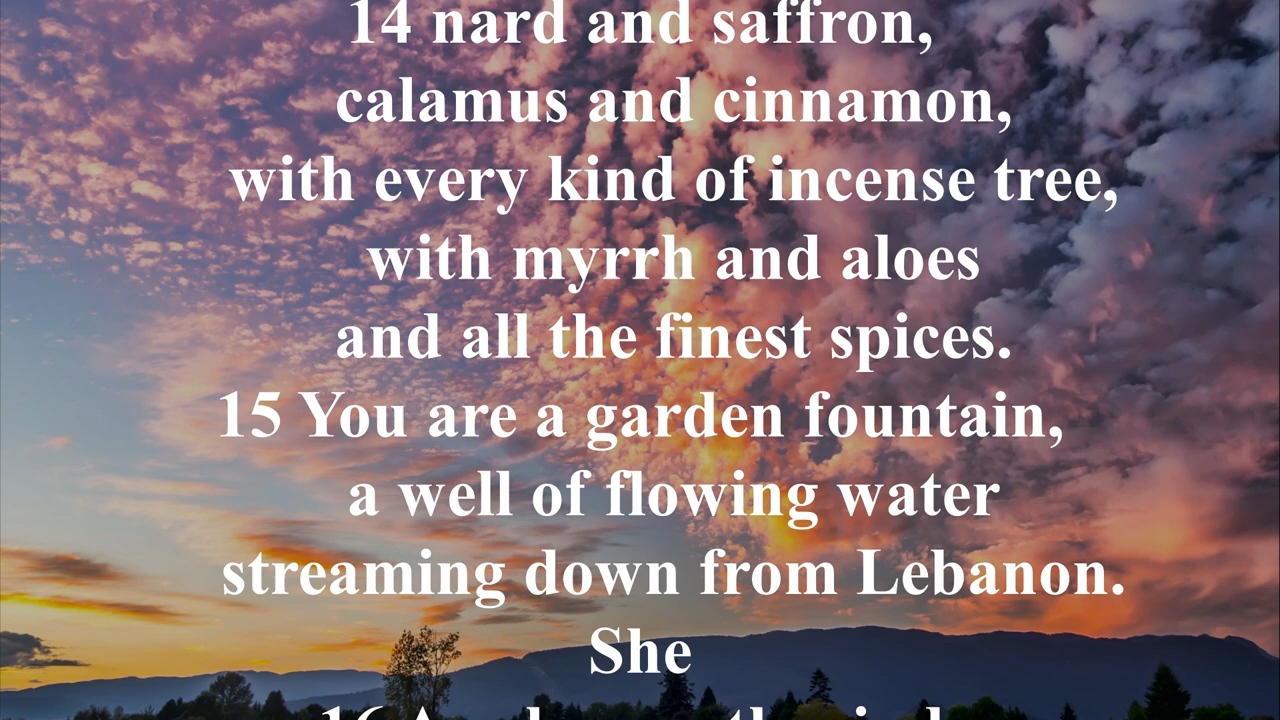 14 nard and saffron,
calamus and cinnamon,
with every kind of incense tree,
with myrrh and aloes
and all the finest spices.
15 You are a garden fountain,
a well of flowing water
streaming down from Lebanon.
She